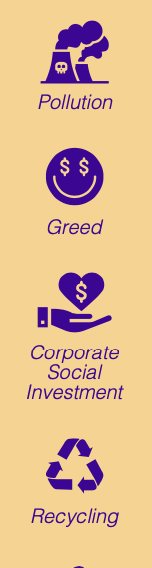 Pollution
$ $
Greed
$
Corporate
Social
Investment
Recycling